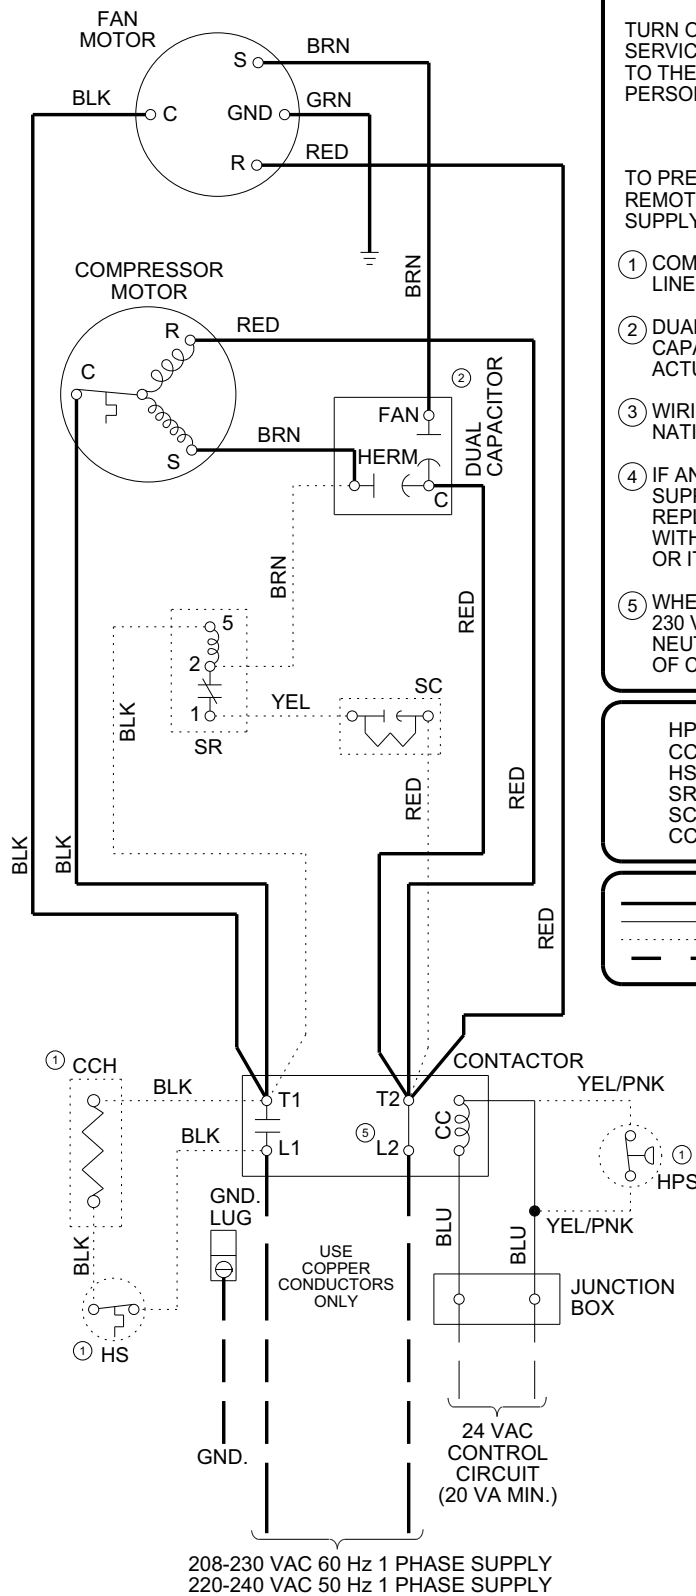 FAN
MOTOR
BRN
S
BLK
C
GND
GRN
R
RED
BRN
COMPRESSOR
MOTOR
R
RED
C
S
BRN
2
DUAL
CAPACITOR
FAN
HERM
C
BRN
RED
5
2
1
SR
BLK
YEL
SC
RED
RED
BLK
BLK
RED
1
CCH
BLK
BLK
BLK
1
HS
CONTACTOR
T1
T2
L1
5
L2
CC
YEL/PNK
1
HPS
YEL/PNK
BLU
BLU
GND.
LUG
USE
COPPER
CONDUCTORS
ONLY
JUNCTION
BOX
GND.
24 VAC
CONTROL
CIRCUIT
(20 VA MIN.)
208-230 VAC 60 Hz 1 PHASE SUPPLY
220-240 VAC 50 Hz 1 PHASE SUPPLY
TURN
SERVIC
TO THE
PERSO
TO PRE
REMOT
SUPPLY
1 COM
LINE
2 DUAL
CAPA
ACTU
3 WIRI
NATI
4 IF AN
SUPP
REPL
WITH
OR IT
5 WHE
230 V
NEUT
OF C
HP
CC
HS
SR
SC
CC